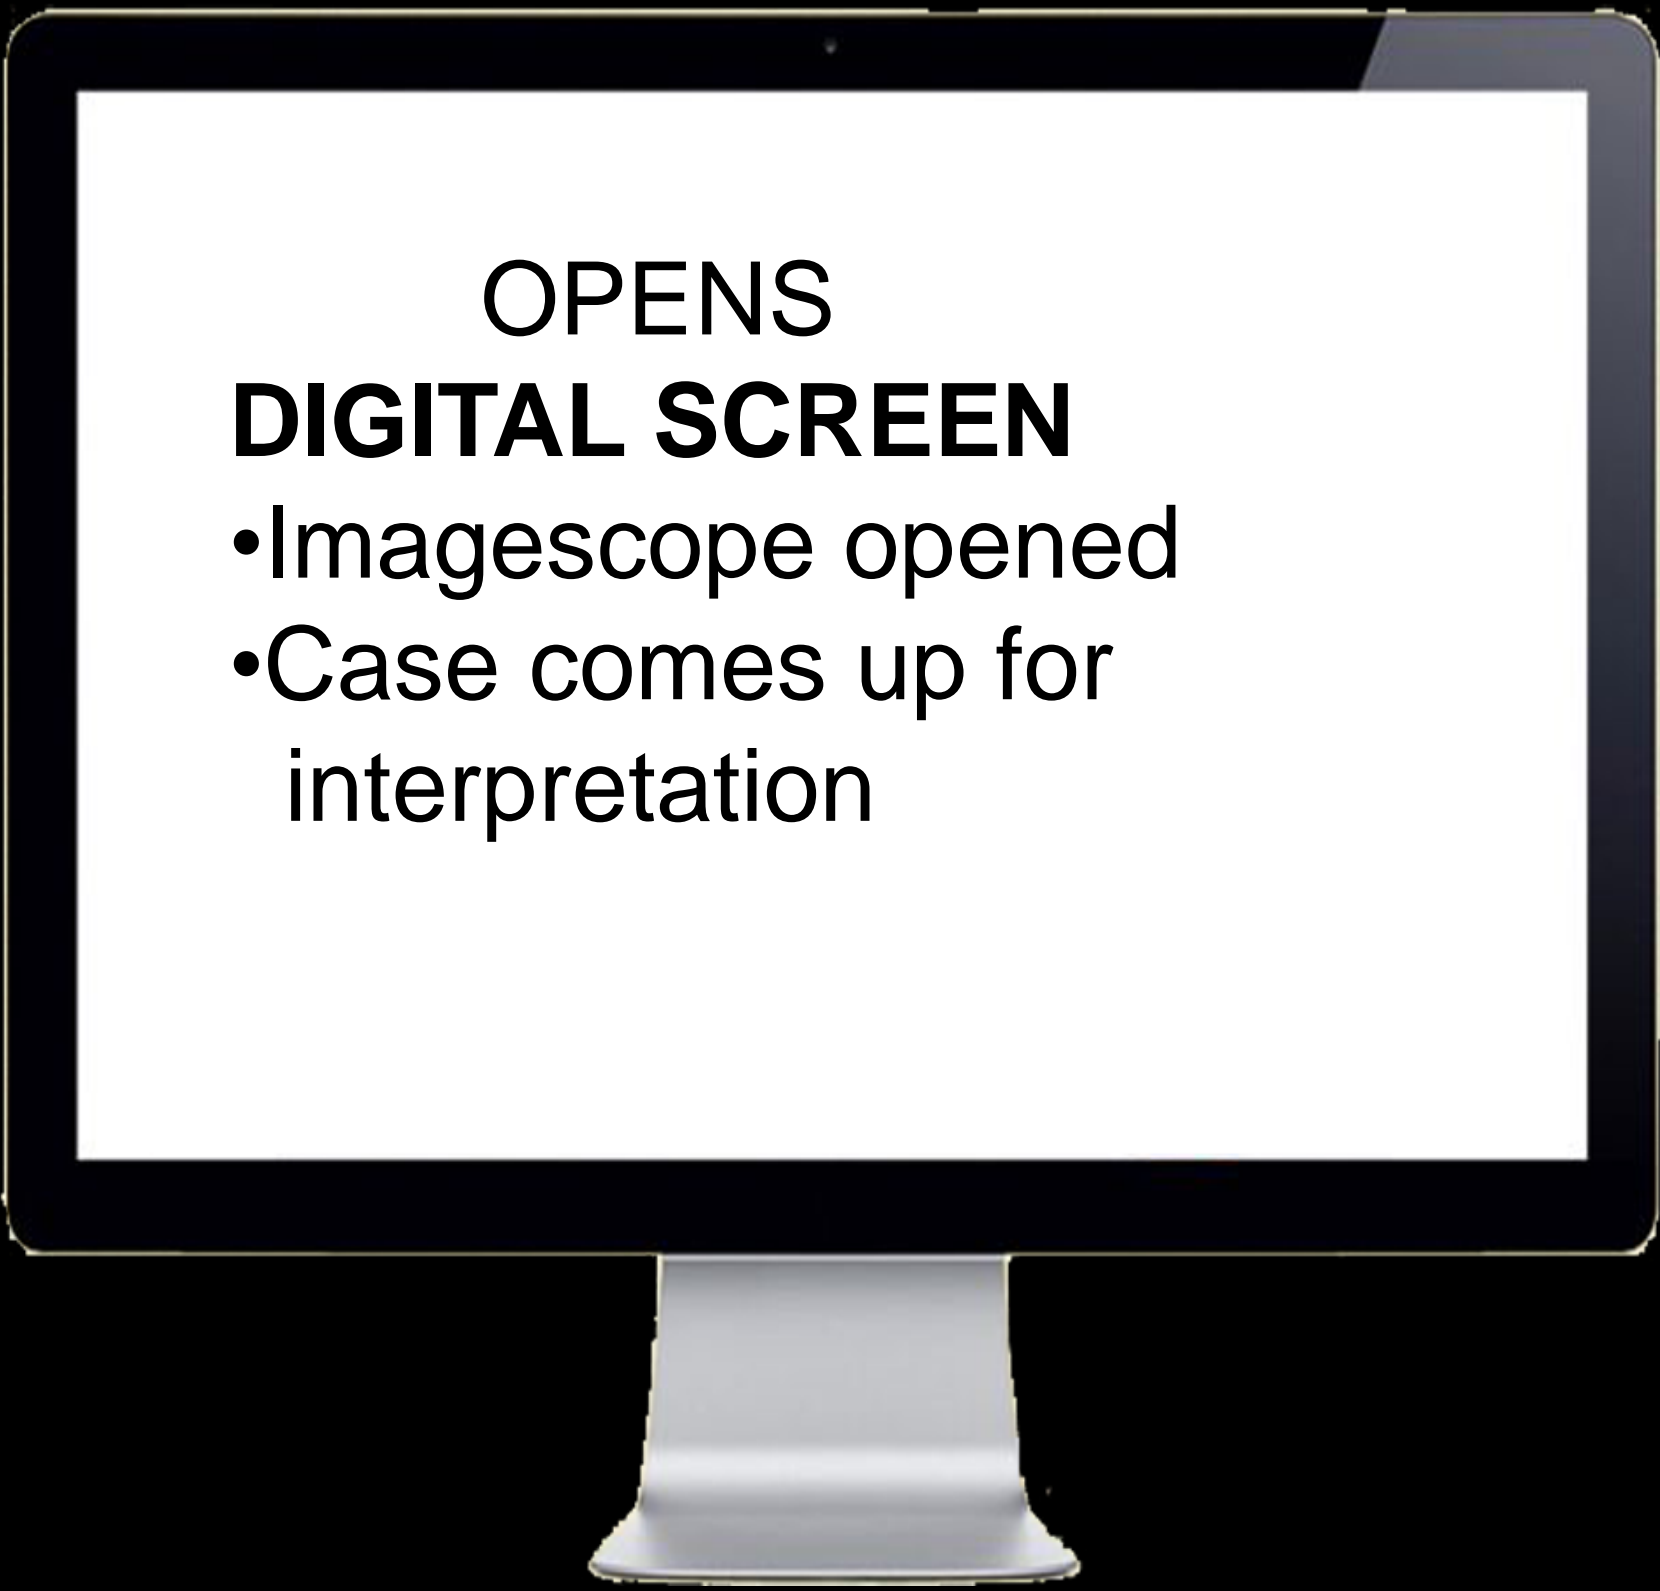 OPENS
DIGITAL SCREEN
•Imagescope opened
•Case comes up for
interpretation